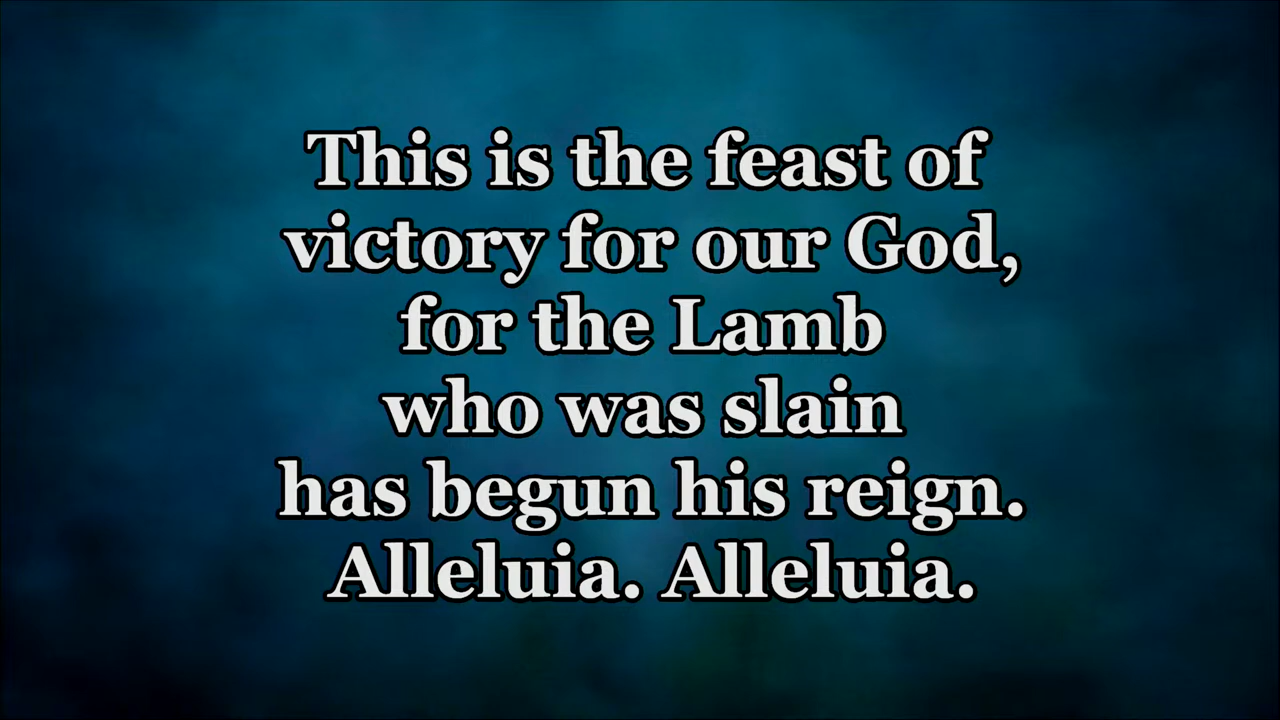 This is the feast of
victory for our God,
for the Lamb
who was slain
has begun his reign.
Alleluia. Alleluia.